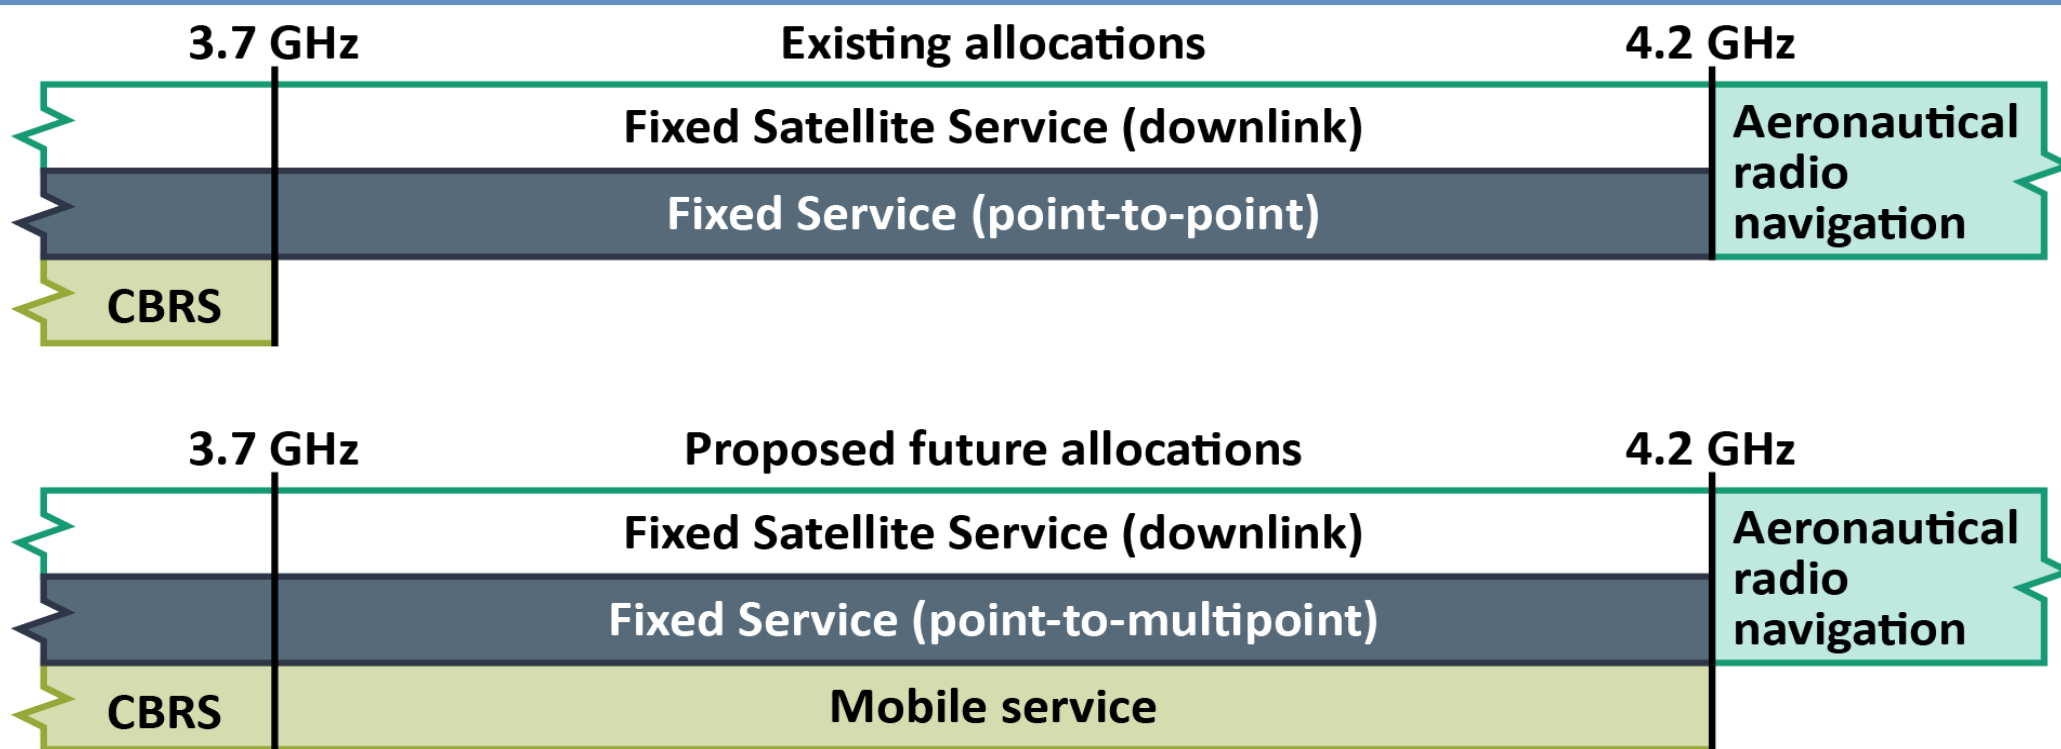 3.7 GHz Existing allocations 4.2 GHz
Fixed Satellite Service (downlink)
Aeronautical
radio
navigation
Fixed Service (point-to-point)
CBRS
3.7 GHz Proposed future allocations 4.2 GHz
Fixed Satellite Service (downlink)
Aeronautical
radio
navigation
Fixed Service (point-to-multipoint)
CBRS Mobile service